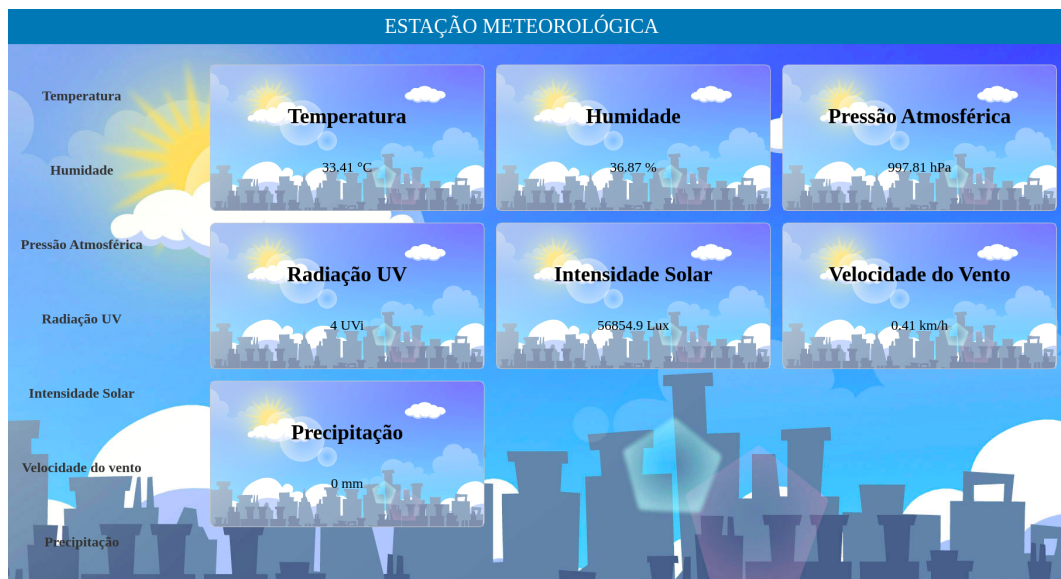 ESTAÇÃO METEOROLÓGICA
Temperatura
Humidade
Pressão Atmosférica
Radiação UV
Intensidade Solar
Velocidade do vento
Precipitação
Temperatura
33.41 °C
Humidade
36.87 %
Pressão Atmosférica
997.81 hPa
Radiação UV
4 UVi
Intensidade Solar
56854.9 Lux
Velocidade do Vento
0.41 km/h
Precipitação
0 mm